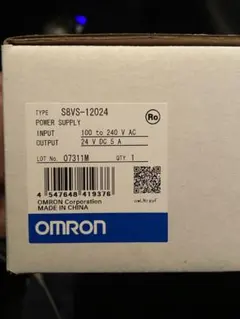 TYPE S8VS-12024
POWER SUPPLY
Ro
INPUT 100 to 240 V AC
OUTPUT 24 V DC 5 A
LOT No. 07311M QTY 1
4 547648 419376
OMRON Corporation
MADE IN CHINA
OMRON